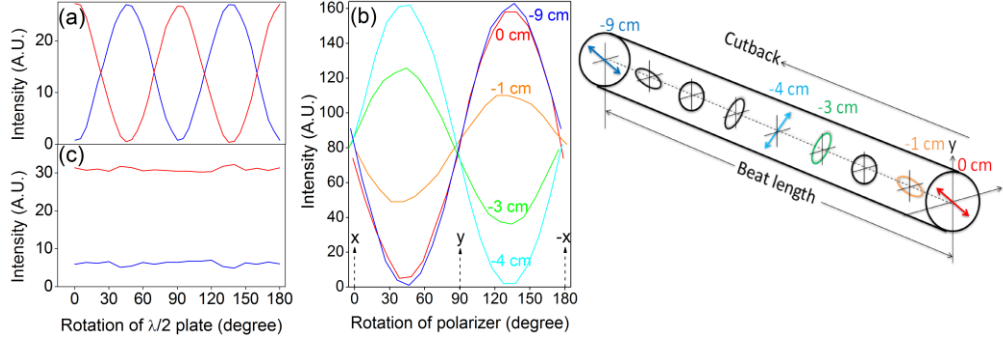 (a)
Intensity (A.U.)
20
10
0
(c)
Intensity (A.U.)
30
20
10
0
0 30 60 90 120 150 180
Rotation of λ/2 plate (degree)
(b)
Intensity (A.U.)
160
140
120
100
80
60
40
20
0
-9 cm
0 cm
-1 cm
-3 cm
-4 cm
x
y
-x
0 30 60 90 120 150 180
Rotation of polarizer (degree)
-9 cm
Cutback
-4 cm
-3 cm
-1 cm
y
0 cm
Beat length